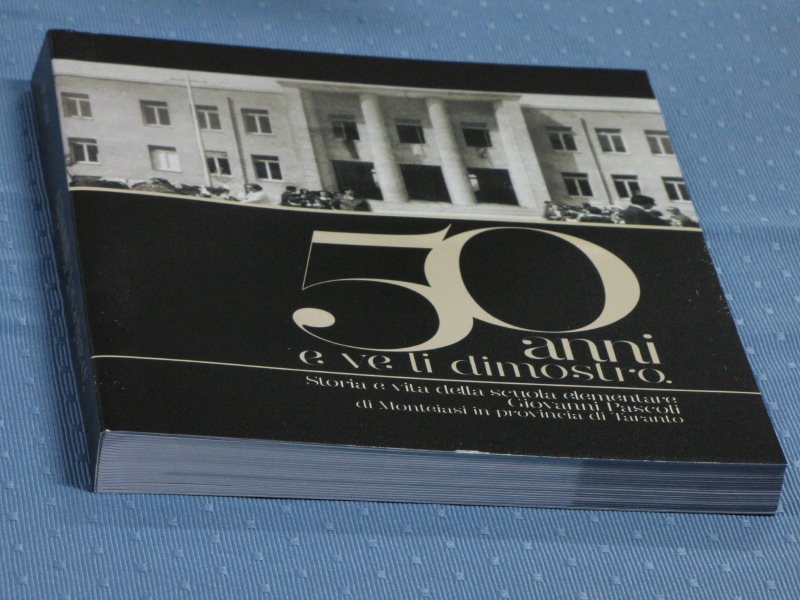 50
anni
e ve li dimostro.
Storia e vita della scuola elementare
Giovanni Pascoli
di Monteiasi in provincia di Taranto